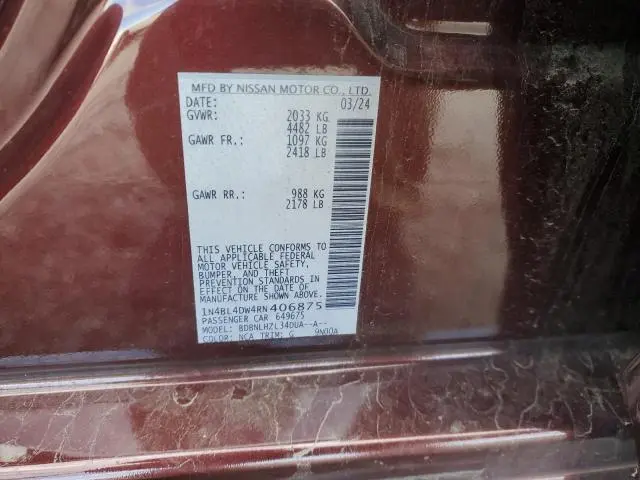 MFD BY NISSAN MOTOR CO., LTD.
DATE: 03/24
GVWR: 2033 KG
4482 LB
GAWR FR.: 1097 KG
2418 LB
GAWR RR.: 988 KG
2178 LB
THIS VEHICLE CONFORMS TO
ALL APPLICABLE FEDERAL
MOTOR VEHICLE SAFETY,
BUMPER, AND THEFT
PREVENTION STANDARDS IN
EFFECT ON THE DATE OF
MANUFACTURE SHOWN ABOVE.
1N4BL4DW4RN406875
PASSENGER CAR 649675
MODEL: BDBNLHZL34DUA--A--
COLOR: NCA TRIM: G 9N00A